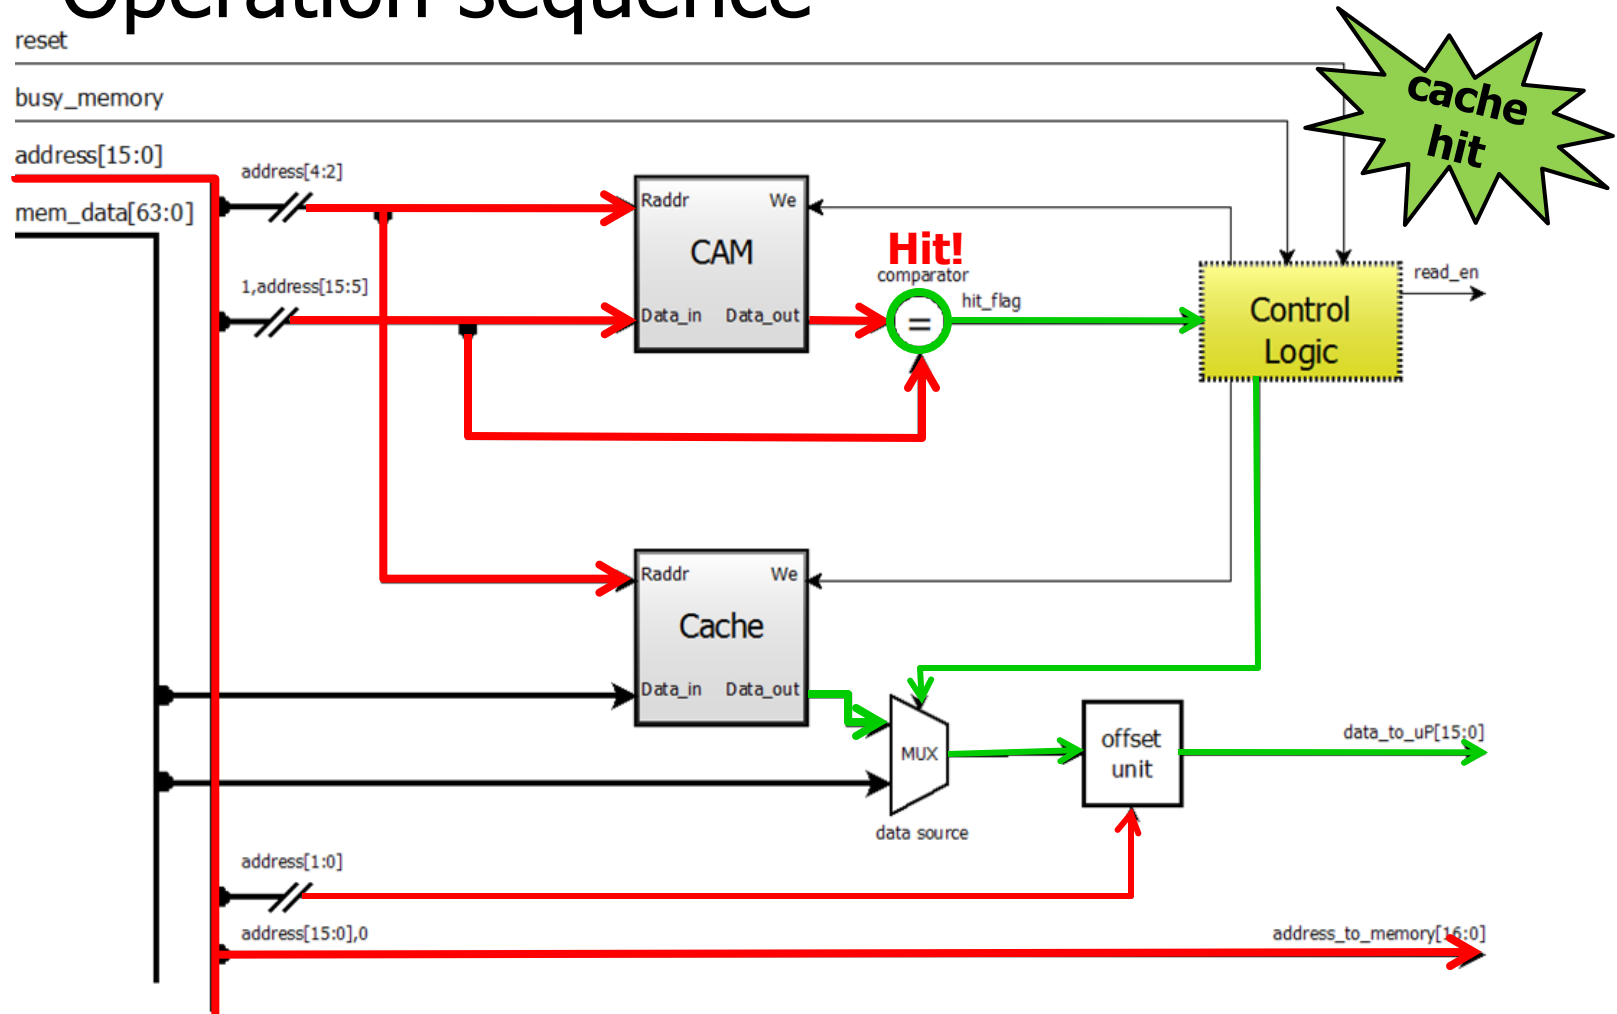 Operation sequence
reset
busy_memory
address[15:0]
mem_data[63:0]
address[4:2]
1,address[15:5]
Raddr
We
CAM
Data_in
Data_out
Hit!
comparator
=
hit_flag
cache
hit
Control
Logic
read_en
Raddr
We
Cache
Data_in
Data_out
MUX
data source
offset
unit
data_to_uP[15:0]
address[1:0]
address[15:0],0
address_to_memory[16:0]